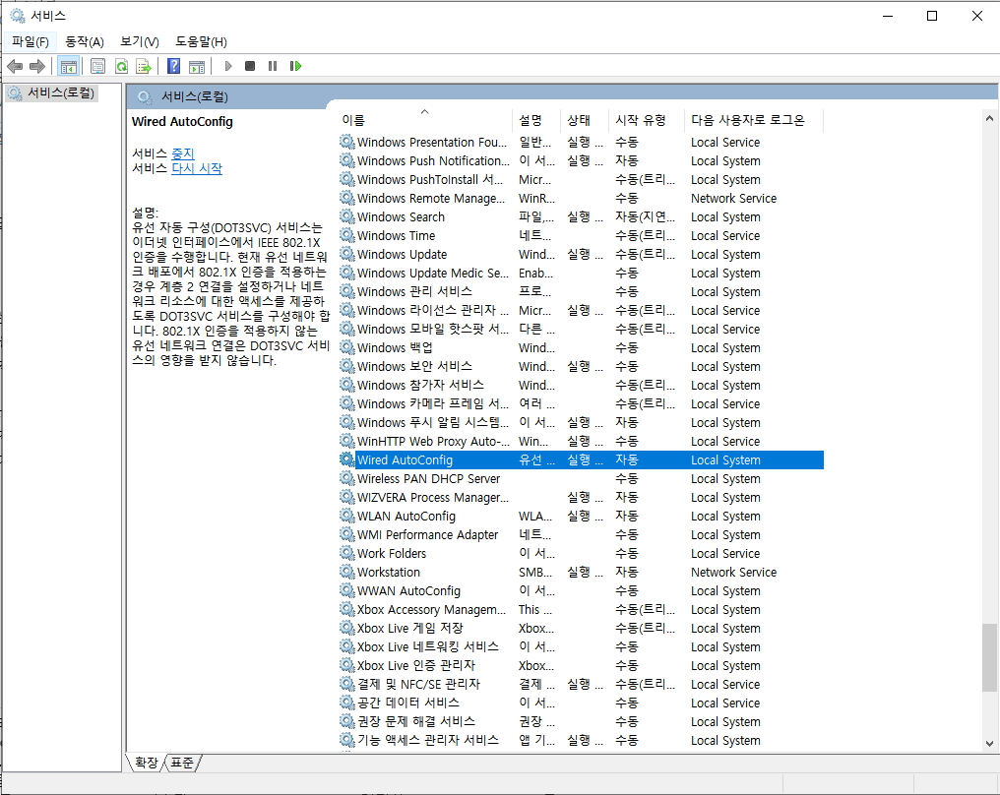 서비스
파일(F) 동작(A) 보기(V) 도움말(H)
서비스(로컬)
서비스(로컬)
Wired AutoConfig
서비스 중지
서비스 다시 시작
설명:
유선 자동 구성(DOT3SVC) 서비스는
이더넷 인터페이스에서 IEEE 802.1X
인증을 수행합니다. 현재 유선 네트워
크 배포에서 802.1X 인증을 적용하는
경우 계층 2 연결을 설정하거나 네트
워크 리소스에 대한 액세스를 제공하
도록 DOT3SVC 서비스를 구성해야 합
니다. 802.1X 인증을 적용하지 않는
유선 네트워크 연결은 DOT3SVC 서비
스의 영향을 받지 않습니다.
이름 설명 상태 시작 유형 다음 사용자로 로그온
Windows Presentation Fou... 일반... 실행 ... 수동 Local Service
Windows Push Notification... 이 서... 실행 ... 자동 Local System
Windows PushToInstall 서... Micr... 수동(트리... Local System
Windows Remote Manage... WinR... 수동 Network Service
Windows Search 파일,... 실행 ... 자동(지연... Local System
Windows Time 네트... 수동(트리... Local Service
Windows Update Wind... 실행 ... 수동(트리... Local System
Windows Update Medic Se... Enab... 수동 Local System
Windows 관리 서비스 프로... 수동 Local System
Windows 라이선스 관리자 ... Micr... 실행 ... 수동(트리... Local Service
Windows 모바일 핫스팟 서... 다른 ... 수동(트리... Local Service
Windows 백업 Wind... 수동 Local System
Windows 보안 서비스 Wind... 실행 ... 수동 Local System
Windows 참가자 서비스 Wind... 수동(트리... Local System
Windows 카메라 프레임 서... 여러 ... 수동(트리... Local Service
Windows 푸시 알림 시스템... 이 서... 실행 ... 자동 Local System
WinHTTP Web Proxy Auto-... Win... 실행 ... 수동 Local Service
Wired AutoConfig 유선 ... 실행 ... 자동 Local System
Wireless PAN DHCP Server 수동 Local System
WIZVERA Process Manager... 실행 ... 자동 Local System
WLAN AutoConfig WLA... 실행 ... 자동 Local System
WMI Performance Adapter 네트... 수동 Local System
Work Folders 이 서... 수동 Local Service
Workstation SMB... 실행 ... 자동 Network Service
WWAN AutoConfig 이 서... 수동 Local System
Xbox Accessory Managem... This ... 수동(트리... Local System
Xbox Live 게임 저장 Xbox... 수동(트리... Local System
Xbox Live 네트워킹 서비스 이 서... 수동 Local System
Xbox Live 인증 관리자 Xbox... 수동 Local System
결제 및 NFC/SE 관리자 결제 ... 실행 ... 수동(트리... Local Service
공간 데이터 서비스 이 서... 수동 Local Service
권장 문제 해결 서비스 권장 ... 수동 Local System
기능 액세스 관리자 서비스 앱 기... 실행 ... 수동 Local System
확장 표준